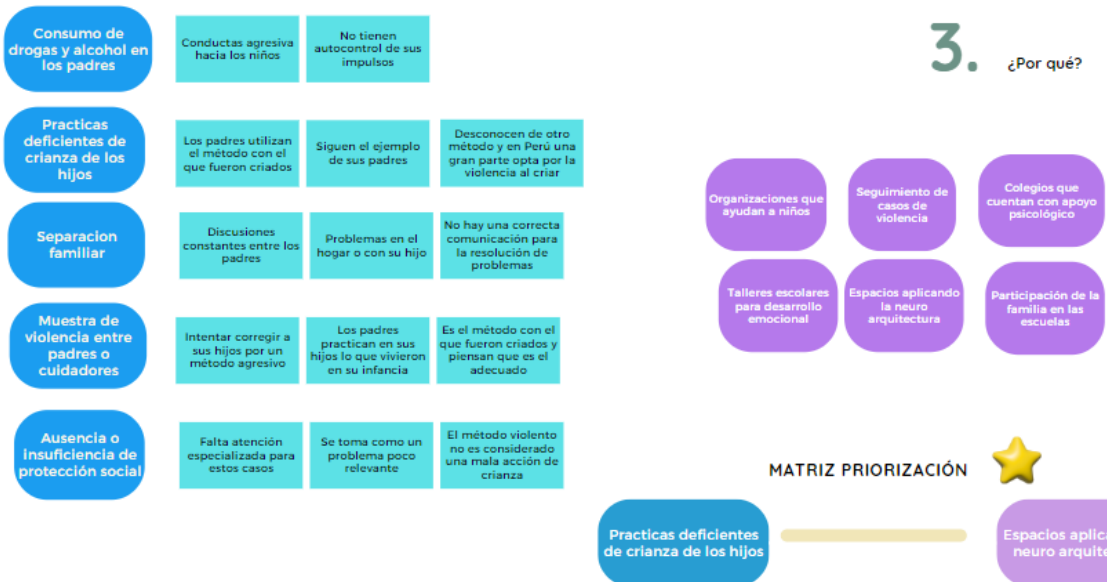 Consumo de
drogas y alcohol en
los padres
Conductas agresiva
hacia los niños
No tienen
autocontrol de sus
impulsos
Practicas
deficientes de
crianza de los
hijos
Los padres utilizan
el método con el
que fueron criados
Siguen el ejemplo
de sus padres
Desconocen de otro
método y en Perú una
gran parte opta por la
violencia al criar
Separacion
familiar
Discusiones
constantes entre los
padres
Problemas en el
hogar o con su hijo
No hay una correcta
comunicación para
la resolución de
problemas
Muestra de
violencia entre
padres o
cuidadores
Intentar corregir a
sus hijos por un
método agresivo
Los padres
practican en sus
hijos lo que vivieron
en su infancia
Es el método con el
que fueron criados y
piensan que es el
adecuado
Ausencia o
insuficiencia de
protección social
Falta atención
especializada para
estos casos
Se toma como un
problema poco
relevante
El método violento
no es considerado
una mala acción de
crianza
3.
¿Por qué?
Organizaciones que
ayudan a niños
Seguimiento de
casos de
violencia
Colegios que
cuentan con apoyo
psicológico
Talleres escolares
para desarrollo
emocional
Espacios aplicando
la neuro
arquitectura
Participación de la
familia en las
escuelas
MATRIZ PRIORIZACIÓN
Practicas deficientes
de crianza de los hijos
Espacios
neuro